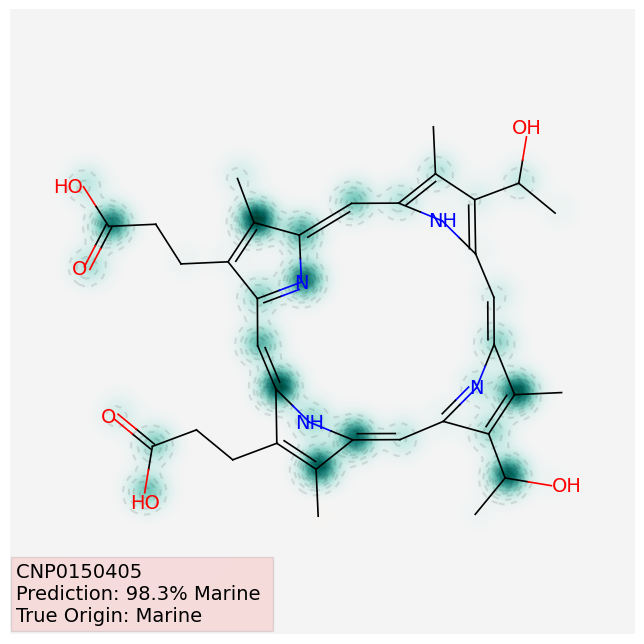 OH
HO
NH
O
N
N
O
NH
OH
HO
CNP0150405
Prediction: 98.3% Marine
True Origin: Marine